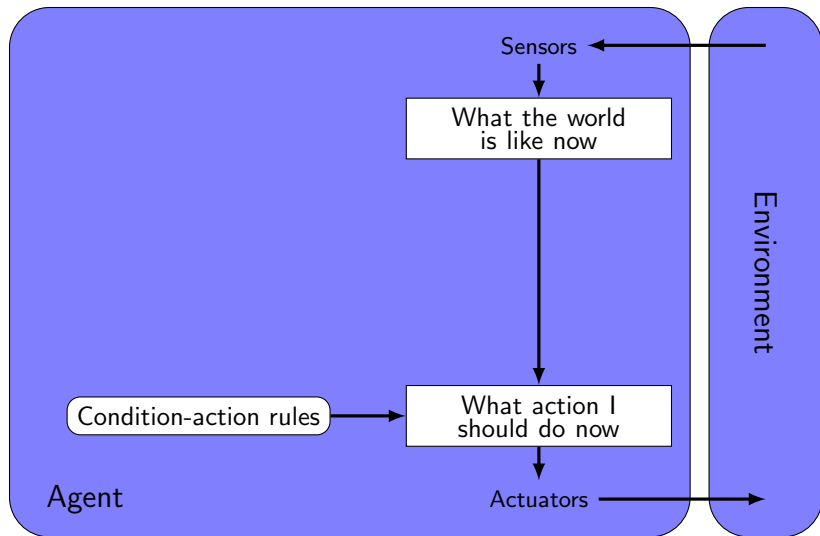 Sensors
What the world
is like now
Environment
Condition-action rules
What action I
should do now
Agent
Actuators